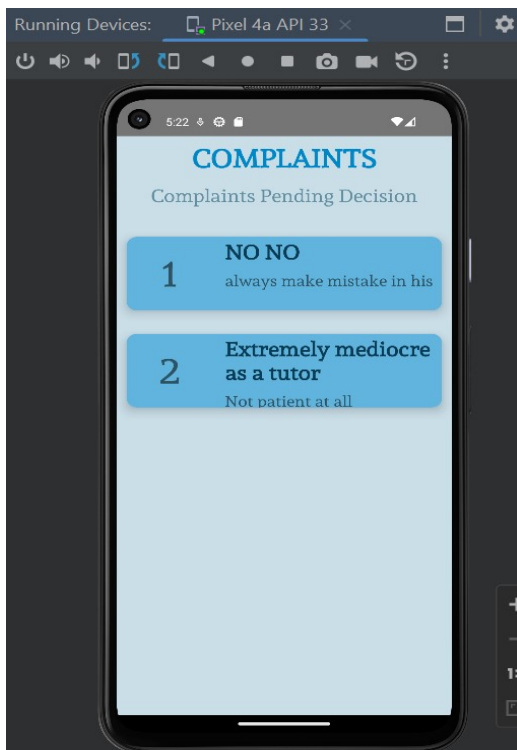 Running Devices: Pixel 4a API 33
5:22
COMPLAINTS
Complaints Pending Decision
1
NO NO
always make mistake in his
2
Extremely mediocre
as a tutor
Not patient at all